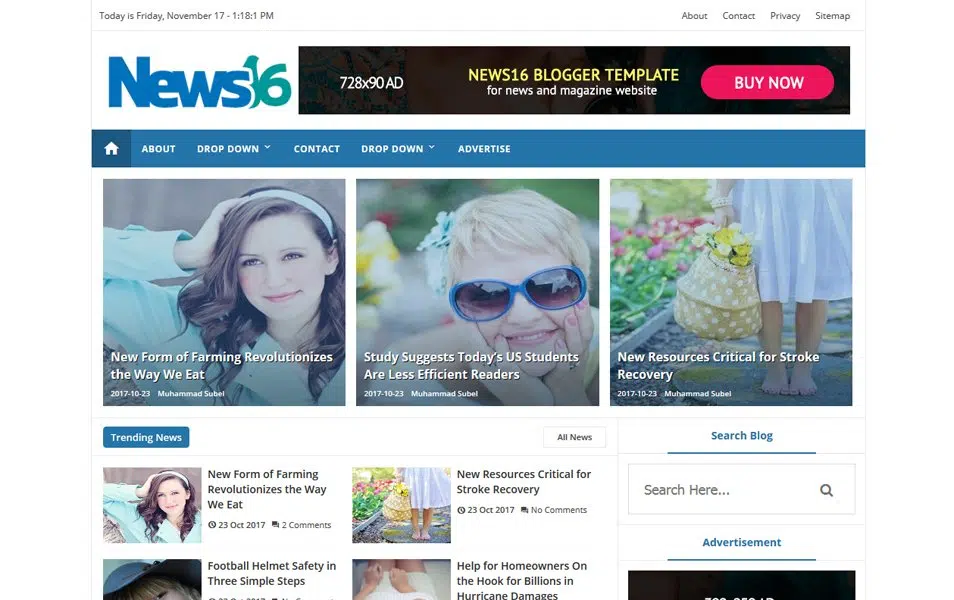 Today is Friday, November 17 - 1:18:1 PM
About Contact Privacy Sitemap
News16
728x90 AD
NEWS16 BLOGGER TEMPLATE
for news and magazine website
BUY NOW
ABOUT DROP DOWN CONTACT DROP DOWN ADVERTISE
New Form of Farming Revolutionizes
the Way We Eat
2017-10-23 Muhammad Subel
Study Suggests Today's US Students
Are Less Efficient Readers
2017-10-23 Muhammad Subel
New Resources Critical for Stroke
Recovery
2017-10-23 Muhammad Subel
Trending News
All News
New Form of Farming
Revolutionizes the Way
We Eat
23 Oct 2017 2 Comments
New Resources Critical for
Stroke Recovery
23 Oct 2017 No Comments
Football Helmet Safety in
Three Simple Steps
Help for Homeowners On
the Hook for Billions in
Hurricane Damages
Search Blog
Search Here...
Advertisement